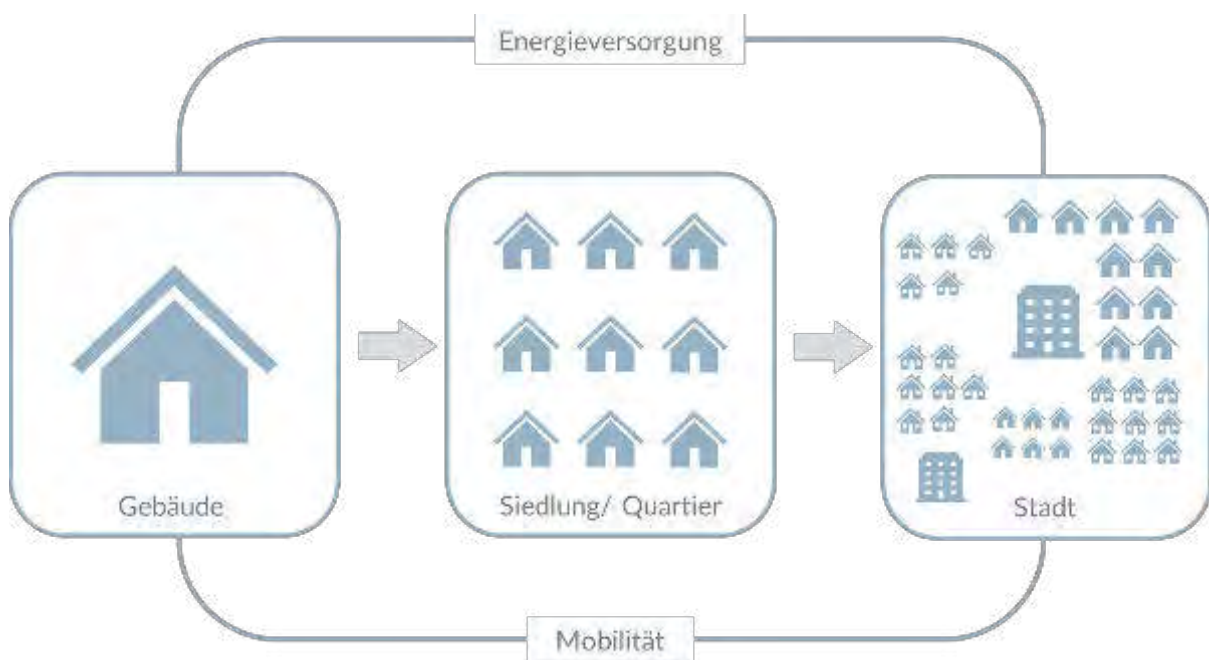 Energieversorgung
Gebäude
Siedlung/ Quartier
Stadt
Mobilität